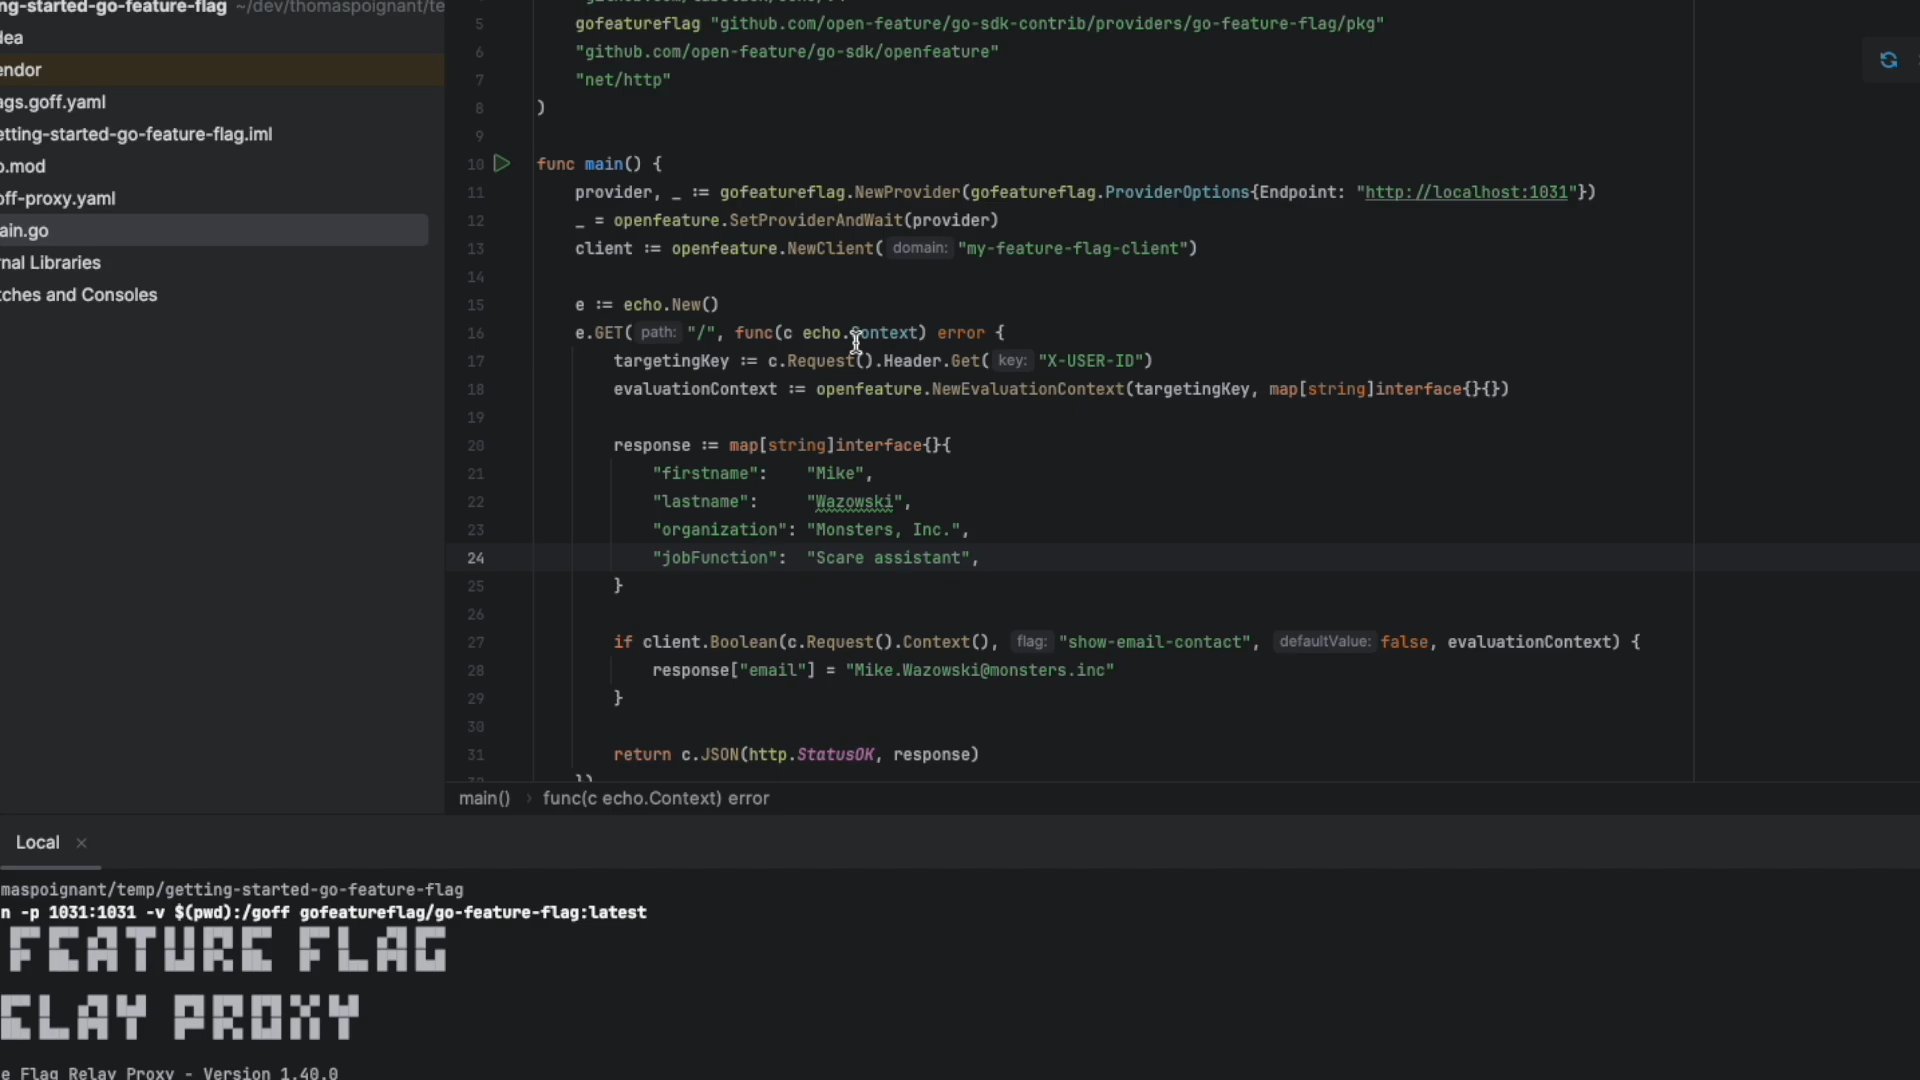 ng-started-go-feature-flag ~/dev/thomaspoignant/te
dea
endor
ags.goff.yaml
etting-started-go-feature-flag.iml
o.mod
off-proxy.yaml
ain.go
nal Libraries
tches and Consoles
5 gofeatureflag "github.com/open-feature/go-sdk-contrib/providers/go-feature-flag/pkg"
6 "github.com/open-feature/go-sdk/openfeature"
7 "net/http"
8 )
9
10 func main() {
11 provider, _ := gofeatureflag.NewProvider(gofeatureflag.ProviderOptions{Endpoint: "http://localhost:1031"})
12 _ = openfeature.SetProviderAndWait(provider)
13 client := openfeature.NewClient( domain: "my-feature-flag-client")
14
15 e := echo.New()
16 e.GET( path: "/", func(c echo.Context) error {
17 targetingKey := c.Request().Header.Get( key: "X-USER-ID")
18 evaluationContext := openfeature.NewEvaluationContext(targetingKey, map[string]interface{}{})
19
20 response := map[string]interface{}{
21 "firstname": "Mike",
22 "lastname": "Wazowski",
23 "organization": "Monsters, Inc.",
24 "jobFunction": "Scare assistant",
25 }
26
27 if client.Boolean(c.Request().Context(), flag: "show-email-contact", defaultValue: false, evaluationContext) {
28 response["email"] = "Mike.Wazowski@monsters.inc"
29 }
30
31 return c.JSON(http.StatusOK, response)
main() › func(c echo.Context) error
Local ×
maspoignant/temp/getting-started-go-feature-flag
n -p 1031:1031 -v $(pwd):/goff gofeatureflag/go-feature-flag:latest
FEATURE FLAG
ELAY PROXY
e Flag Relay Proxy - Version 1.40.0